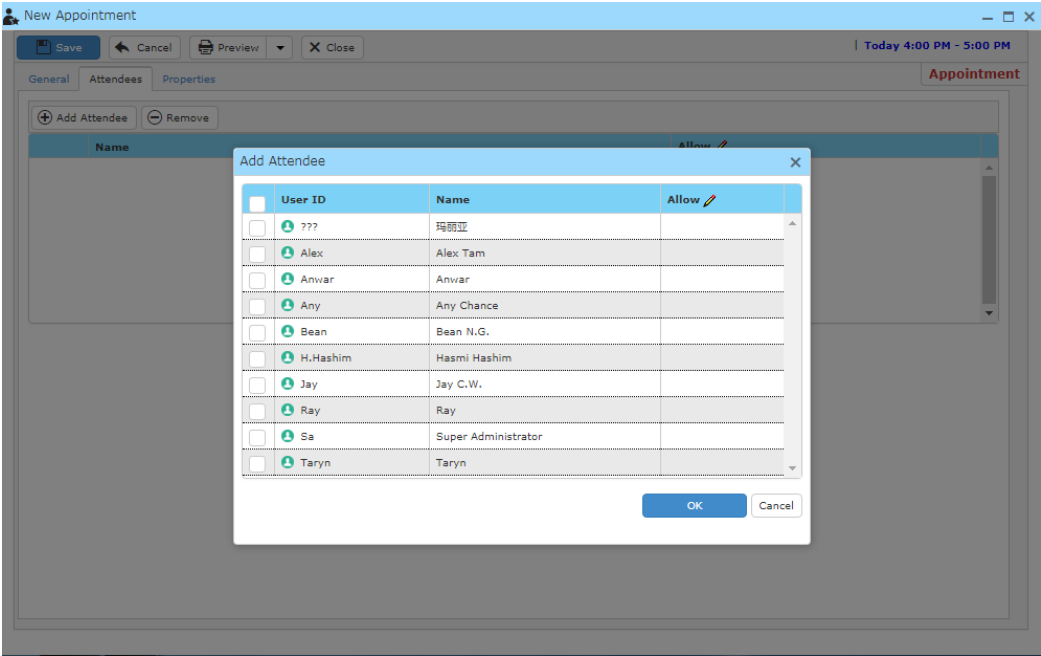 New Appointment
Save Cancel Preview Close | Today 4:00 PM - 5:00 PM
General Attendees Properties Appointment
Add Attendee Remove
Name Allow
Add Attendee
User ID Name Allow
??? 玛丽亚
Alex Alex Tam
Anwar Anwar
Any Any Chance
Bean Bean N.G.
H.Hashim Hasmi Hashim
Jay Jay C.W.
Ray Ray
Sa Super Administrator
Taryn Taryn
OK Cancel